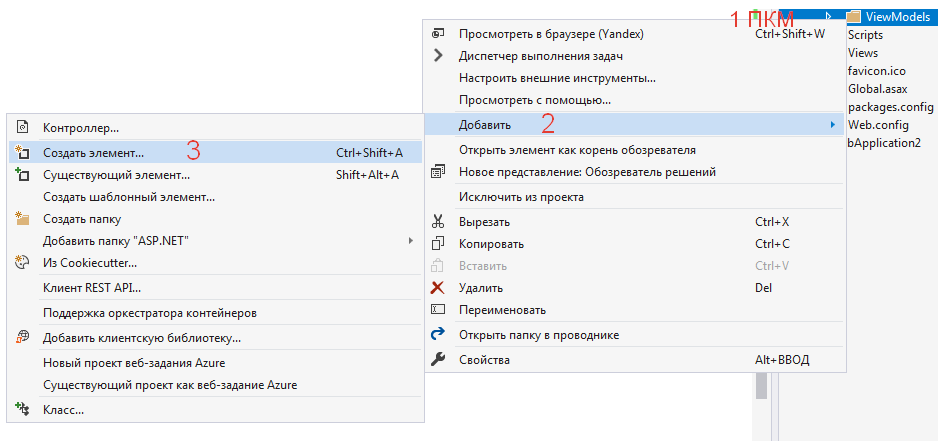 1 ПКМ
ViewModels
Просмотреть в браузере (Yandex) Ctrl+Shift+W
Scripts
Диспетчер выполнения задач
Views
Настроить внешние инструменты...
favicon.ico
Просмотреть с помощью...
Global.asax
packages.config
Добавить 2
Web.config
bApplication2
Открыть элемент как корень обозревателя
Новое представление: Обозреватель решений
Исключить из проекта
Вырезать Ctrl+X
Копировать Ctrl+C
Вставить Ctrl+V
Удалить Del
Переименовать
Открыть папку в проводнике
Свойства Alt+ВВОД
Контроллер...
Создать элемент... 3 Ctrl+Shift+A
Существующий элемент... Shift+Alt+A
Создать шаблонный элемент...
Создать папку
Добавить папку "ASP.NET"
Из Cookiecutter...
Клиент REST API...
Поддержка оркестратора контейнеров
Добавить клиентскую библиотеку...
Новый проект веб-задания Azure
Существующий проект как веб-задание Azure
Класс...